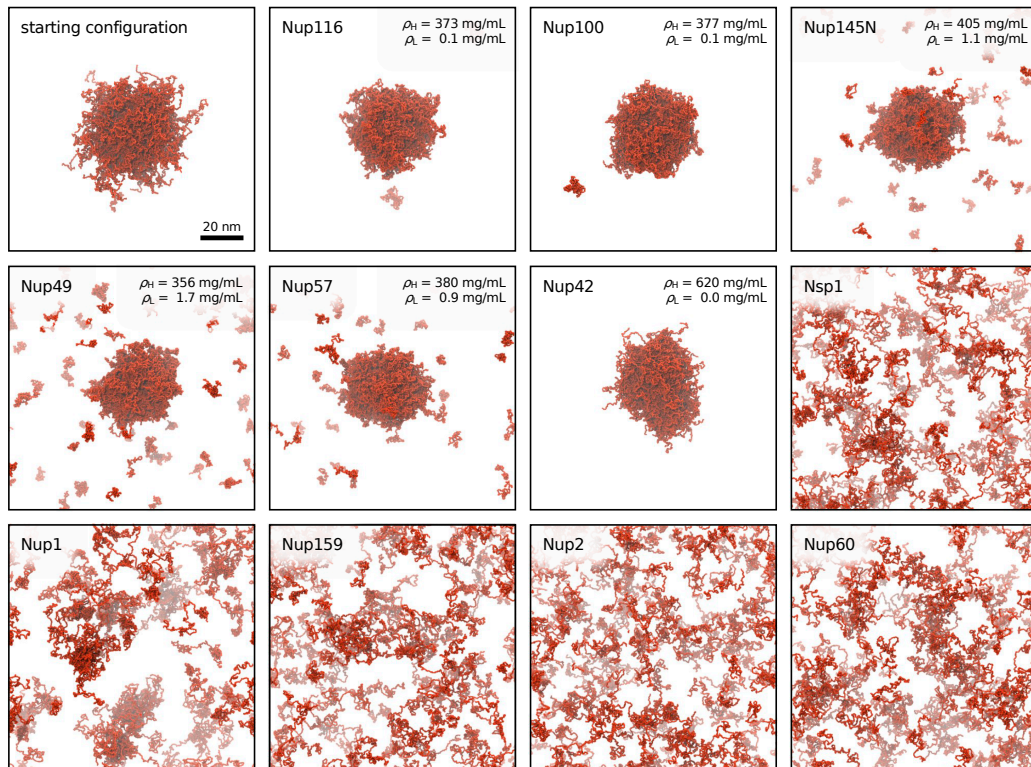 starting configuration
20 nm
Nup116
ρH = 373 mg/mL
ρL = 0.1 mg/mL
Nup100
ρH = 377 mg/mL
ρL = 0.1 mg/mL
Nup145N
ρH = 405 mg/mL
ρL = 1.1 mg/mL
Nup49
ρH = 356 mg/mL
ρL = 1.7 mg/mL
Nup57
ρH = 380 mg/mL
ρL = 0.9 mg/mL
Nup42
ρH = 620 mg/mL
ρL = 0.0 mg/mL
Nsp1
Nup1
Nup159
Nup2
Nup60